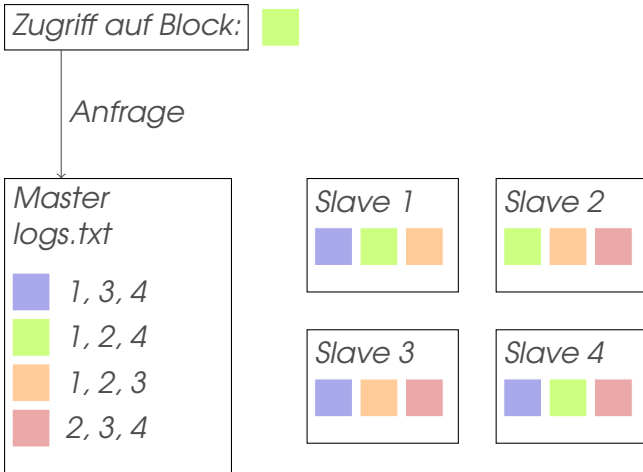 Zugriff auf Block:
Anfrage
Master
logs.txt
1, 3, 4
1, 2, 4
1, 2, 3
2, 3, 4
Slave 1
Slave 2
Slave 3
Slave 4